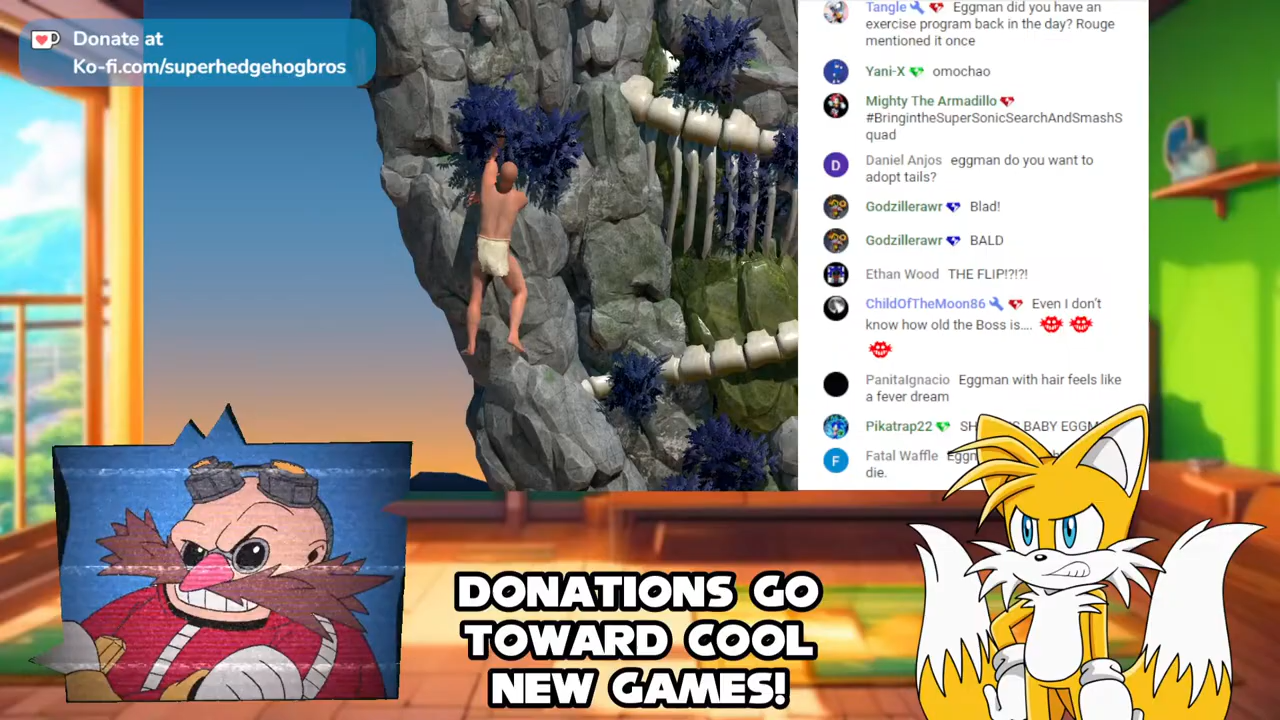 Donate at
Ko-fi.com/superhedgehogbros
Tangle Eggman did you have an
exercise program back in the day? Rouge
mentioned it once
Yani-X omochao
Mighty The Armadillo
#BringintheSuperSonicSearchAndSmashS
quad
D Daniel Anjos eggman do you want to
adopt tails?
Godzillerawr Blad!
Godzillerawr BALD
Ethan Wood THE FLIP!?!?!
ChildOfTheMoon86 Even I don't
know how old the Boss is....
PanitaIgnacio Eggman with hair feels like
a fever dream
Pikatrap22 BABY
F Fatal Waffle
die.
DONATIONS GO
TOWARD COOL
NEW GAMES!